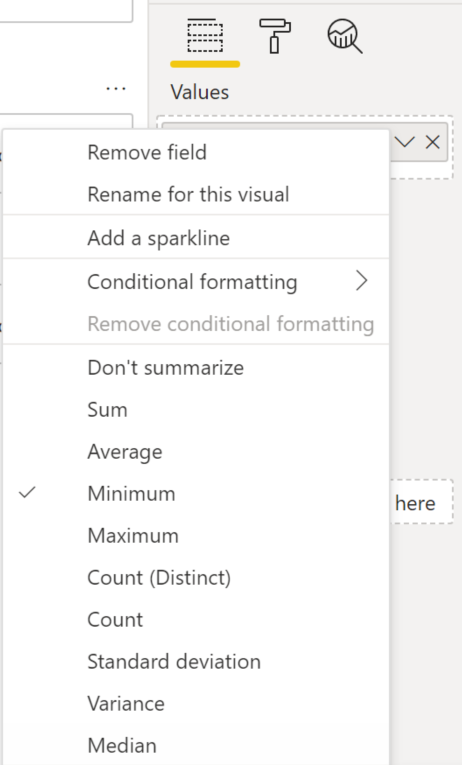 ...
Values
Remove field
Rename for this visual
Add a sparkline
Conditional formatting
Remove conditional formatting
Don't summarize
Sum
Average
Minimum
here
Maximum
Count (Distinct)
Count
Standard deviation
Variance
Median